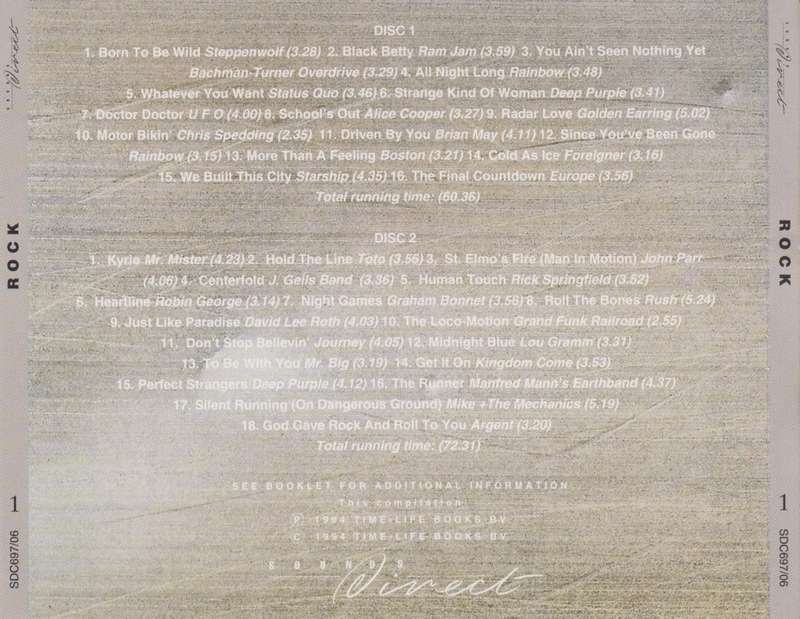 DISC 1
1. Born To Be Wild Steppenwolf (3.28) 2. Black Betty Ram Jam (3.59) 3. You Ain't Seen Nothing Yet
Bachman-Turner Overdrive (3.29) 4. All Night Long Rainbow (3.48)
5. Whatever You Want Status Quo (3.46) 6. Strange Kind Of Woman Deep Purple (3.41)
7. Doctor Doctor U F O (4.00) 8. School's Out Alice Cooper (3.27) 9. Radar Love Golden Earring (5.02)
10. Motor Bikin' Chris Spedding (2.35) 11. Driven By You Brian May (4.11) 12. Since You've Been Gone
Rainbow (3.15) 13. More Than A Feeling Boston (3.21) 14. Cold As Ice Foreigner (3.16)
15. We Built This City Starship (4.35) 16. The Final Countdown Europe (3.56)
Total running time: (60.36)
DISC 2
1. Kyrie Mr. Mister (4.23) 2. Hold The Line Toto (3.56) 3. St. Elmo's Fire (Man In Motion) John Parr
(4.06) 4. Centerfold J. Geils Band (3.36) 5. Human Touch Rick Springfield (3.52)
6. Heartline Robin George (3.14) 7. Night Games Graham Bonnet (3.56) 8. Roll The Bones Rush (5.24)
9. Just Like Paradise David Lee Roth (4.03) 10. The Loco-Motion Grand Funk Railroad (2.55)
11. Don't Stop Believin' Journey (4.05) 12. Midnight Blue Lou Gramm (3.31)
13. To Be With You Mr. Big (3.19) 14. Get It On Kingdom Come (3.53)
15. Perfect Strangers Deep Purple (4.12) 16. The Runner Manfred Mann's Earthband (4.37)
17. Silent Running (On Dangerous Ground) Mike +The Mechanics (5.19)
18. God Gave Rock And Roll To You Argent (3.20)
Total running time: (72.31)
SEE BOOKLET FOR ADDITIONAL INFORMATION..
This compilation
Ⓟ 1994 TIME-LIFE BOOKS BV
© 1994 TIME-LIFE BOOKS BV
SOUNDS
Direct
Direct
ROCK
1
SDC697/06
Direct
ROCK
1
SDC697/06